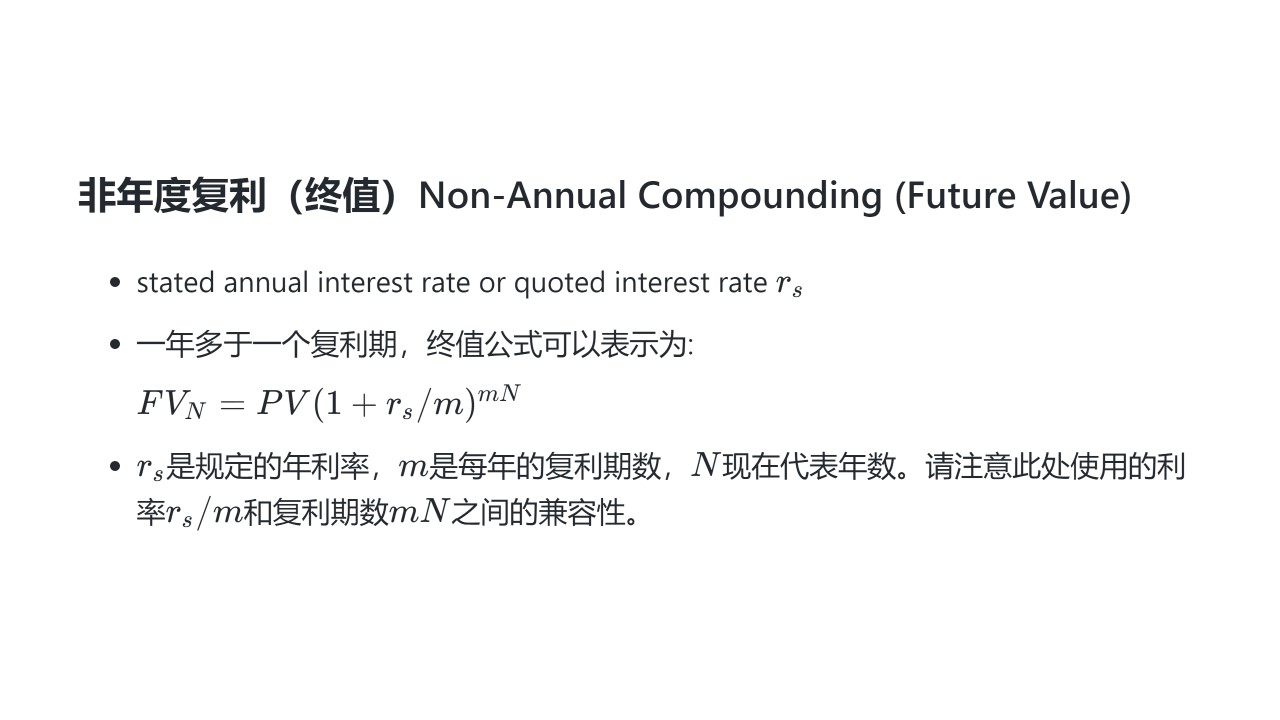 非年度复利（终值）Non-Annual Compounding (Future Value)
• stated annual interest rate or quoted interest rate $r_s$
• 一年多于一个复利期，终值公式可以表示为:
$FV_N = PV(1 + r_s/m)^{mN}$
• $r_s$是规定的年利率，$m$是每年的复利期数，$N$现在代表年数。请注意此处使用的利
率$r_s/m$和复利期数$mN$之间的兼容性。